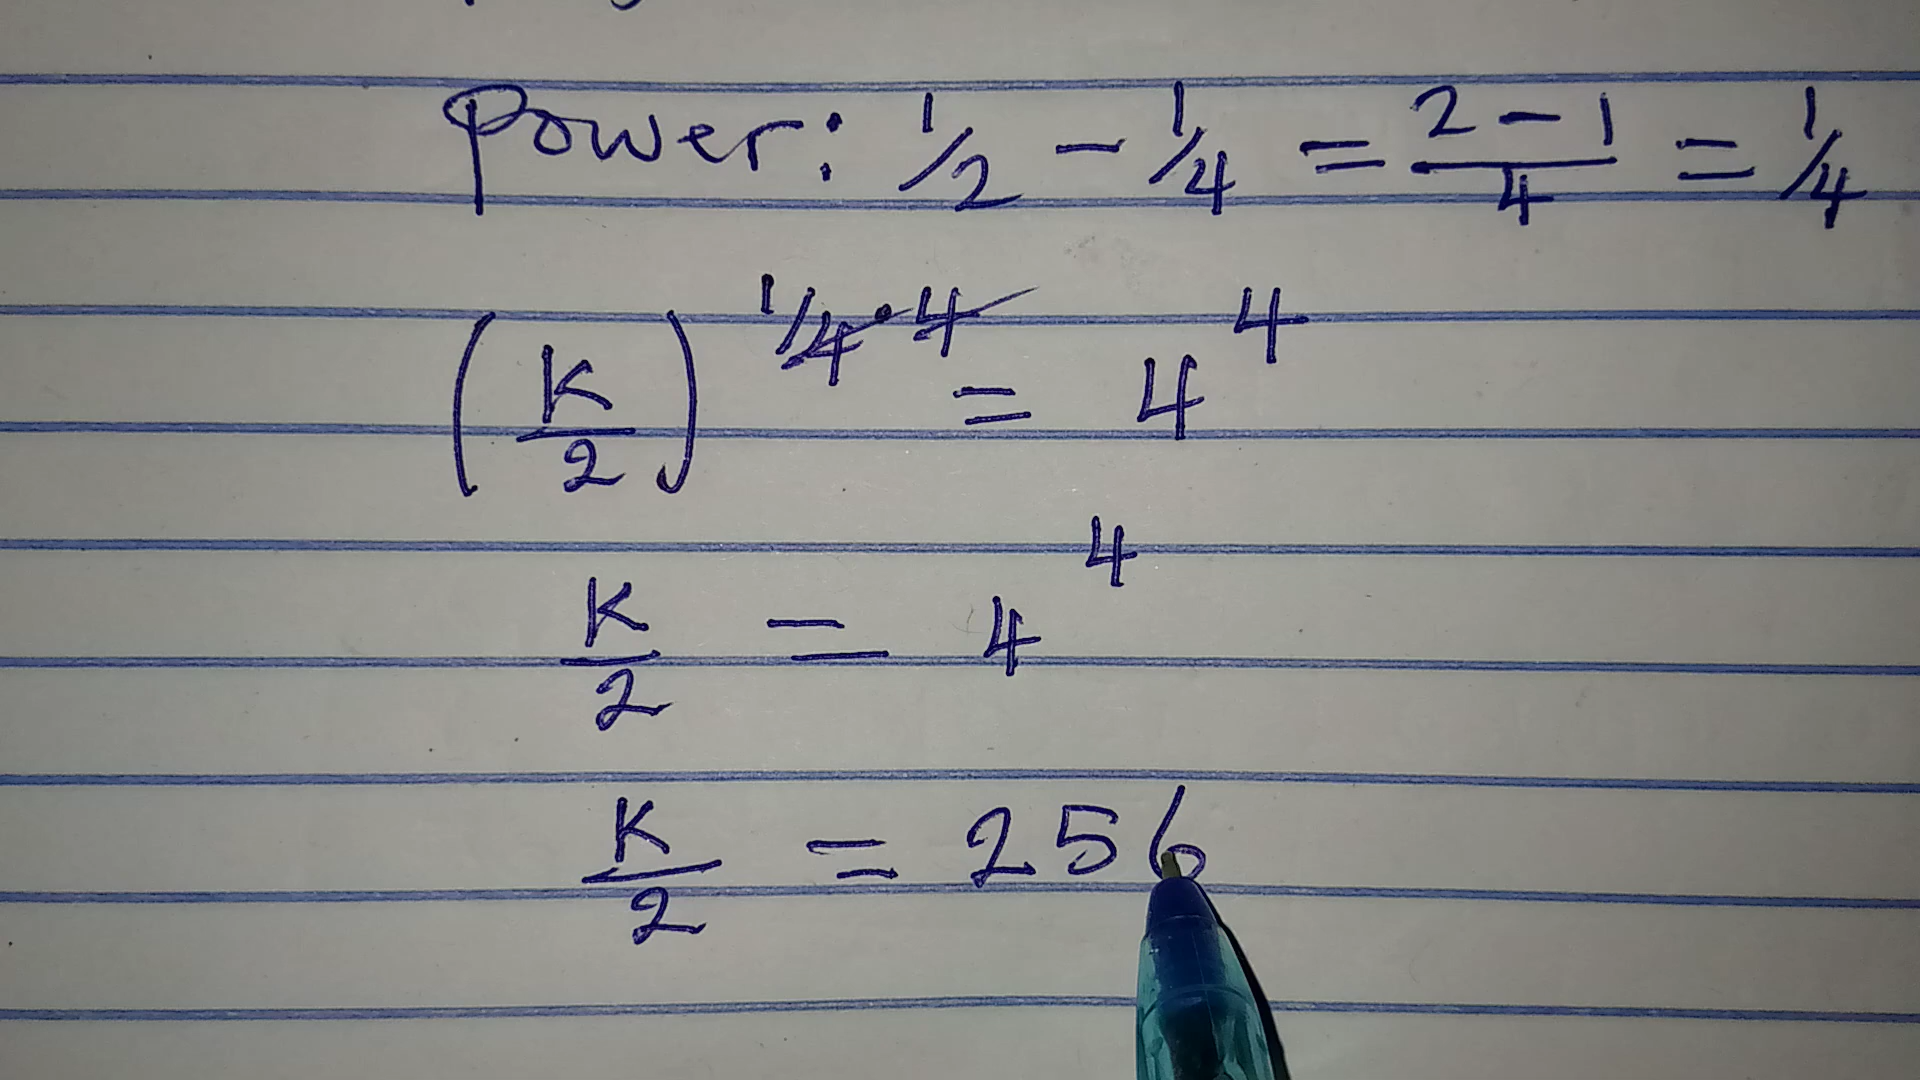 Power: 1/2 - 1/4 = (2 - 1)/4 = 1/4
(K/2)^(1/4 · 4) = 4^4
K/2 = 4^4
K/2 = 256